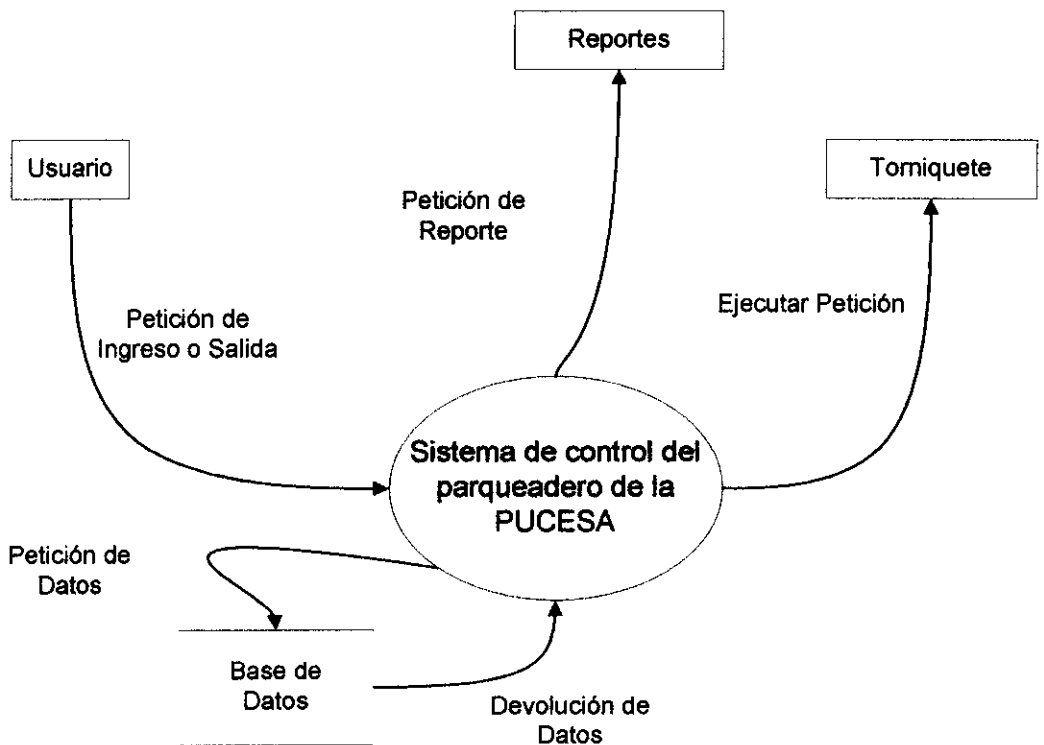 Reportes
Usuario
Torniquete
Petición de
Reporte
Ejecutar Petición
Petición de
Ingreso o Salida
Sistema de control del
parqueadero de la
PUCESA
Petición de
Datos
Base de
Datos
Devolución de
Datos